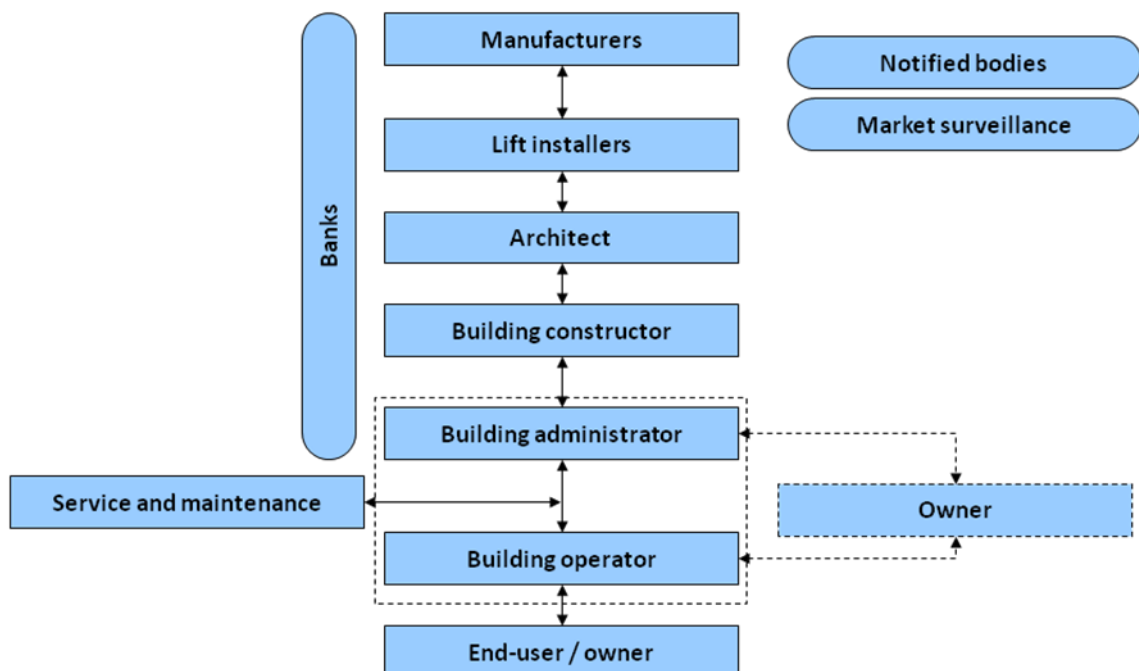 Manufacturers
Notified bodies
Market surveillance
Lift installers
Banks
Architect
Building constructor
Building administrator
Service and maintenance
Owner
Building operator
End-user / owner